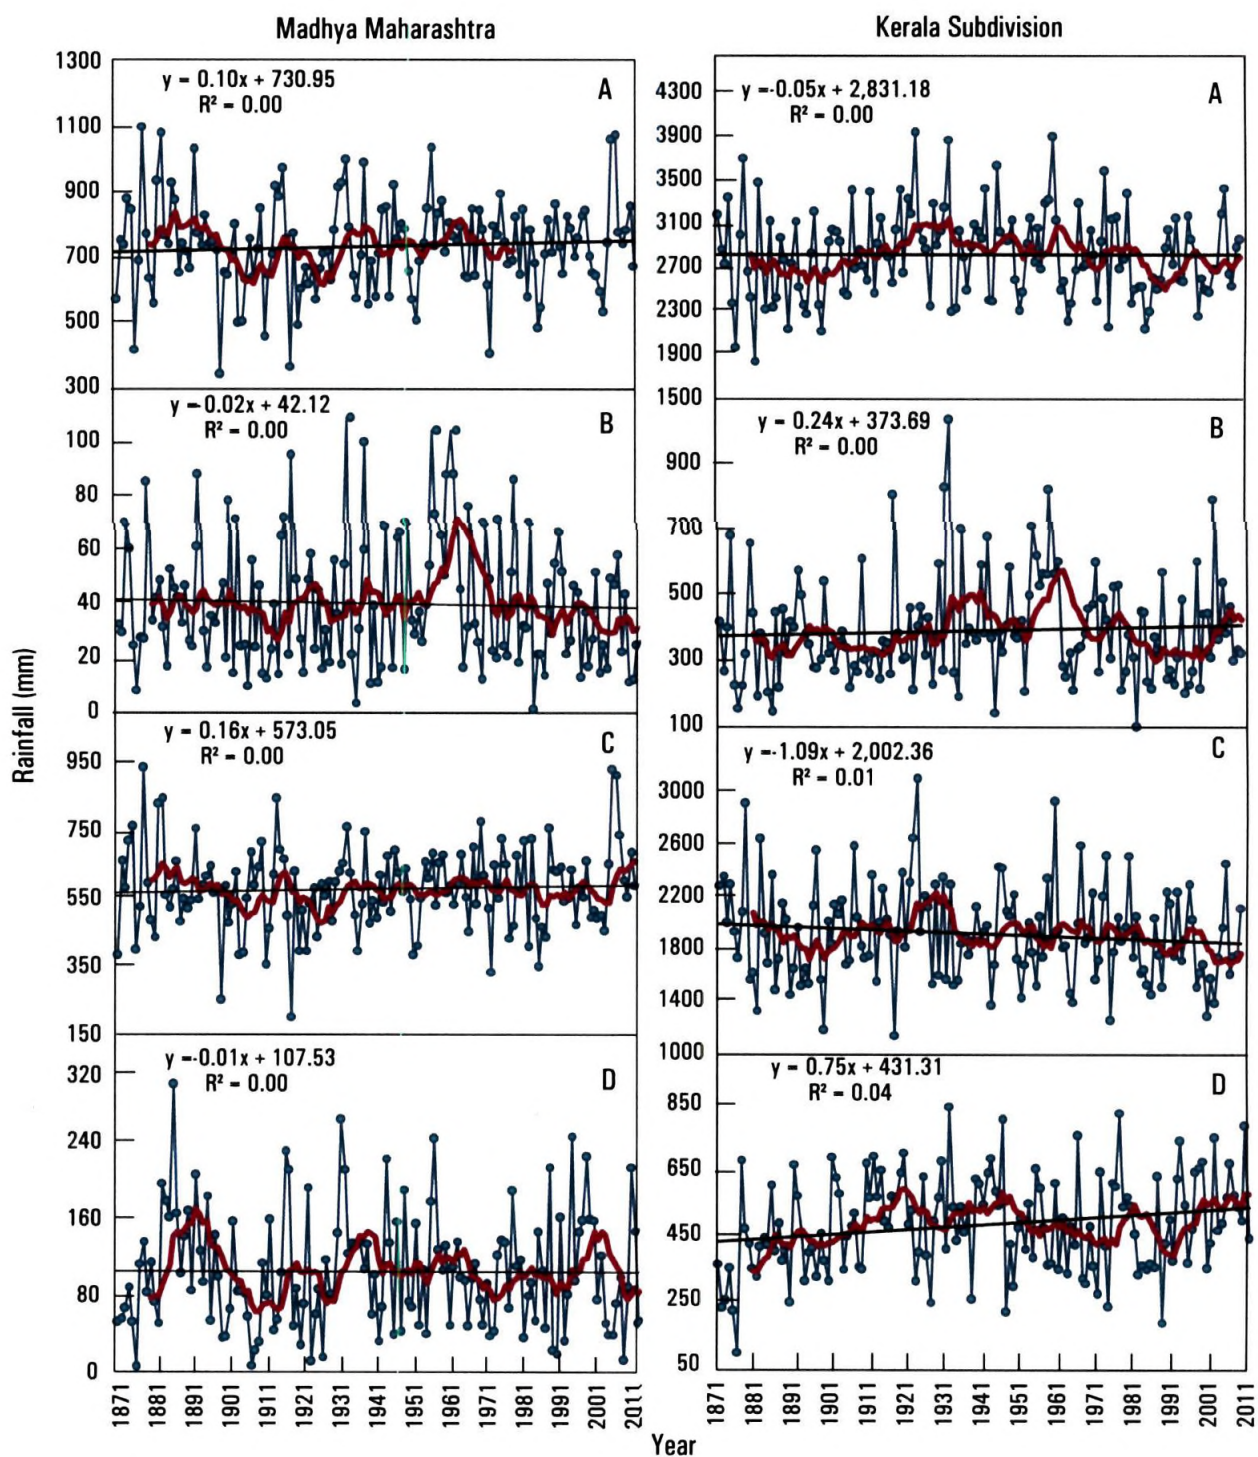 Madhya Maharashtra
Kerala Subdivision
Rainfall (mm)
1300
1100
900
700
500
300
y = 0.10x + 730.95
R² = 0.00
A
100
80
60
40
20
0
y =-0.02x + 42.12
R² = 0.00
B
950
750
550
350
150
y = 0.16x + 573.05
R² = 0.00
C
320
240
160
80
0
y =-0.01x + 107.53
R² = 0.00
D
1871 1881 1891 1901 1911 1921 1931 1941 1951 1961 1971 1981 1991 2001 2011
4300
3900
3500
3100
2700
2300
1900
1500
y =-0.05x + 2,831.18
R² = 0.00
A
900
700
500
300
100
y = 0.24x + 373.69
R² = 0.00
B
3000
2600
2200
1800
1400
1000
y =-1.09x + 2,002.36
R² = 0.01
C
850
650
450
250
50
y = 0.75x + 431.31
R² = 0.04
D
1871 1881 1891 1901 1911 1921 1931 1941 1951 1961 1971 1981 1991 2001 2011
Year